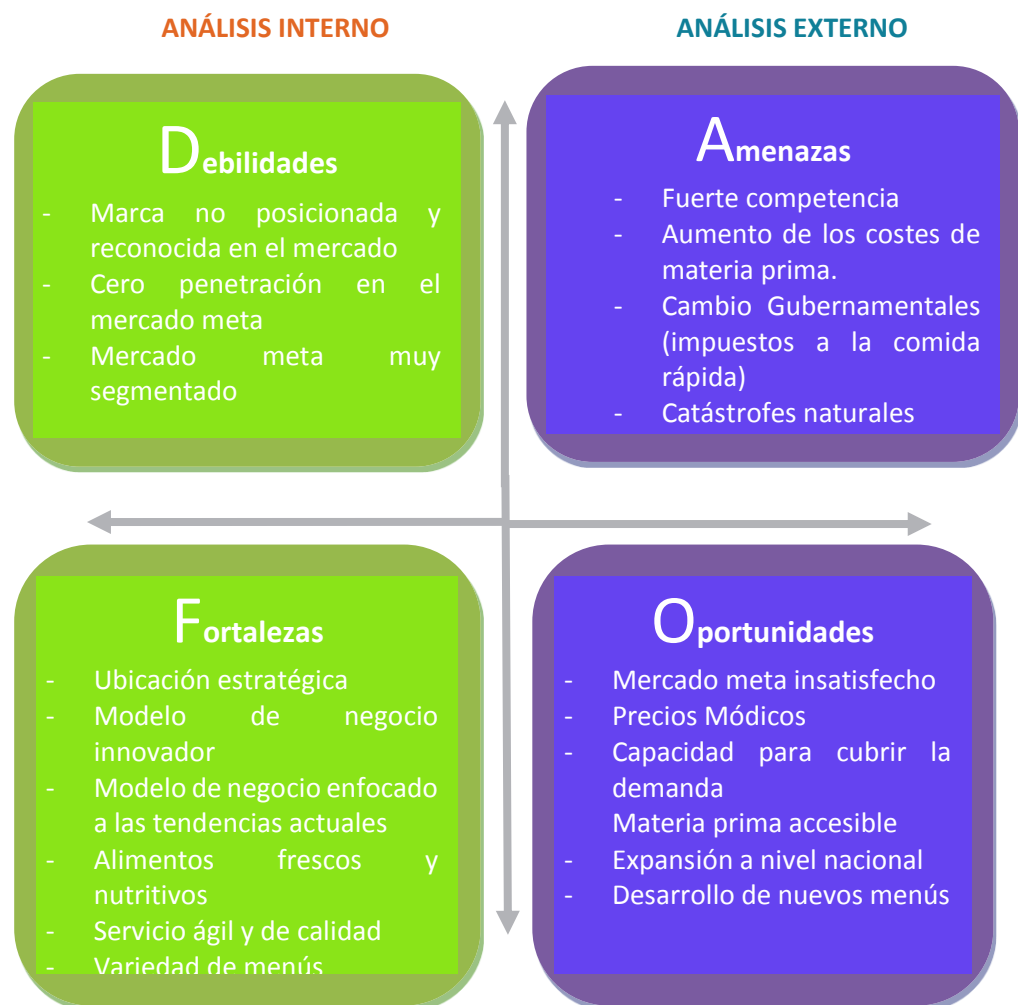 ANÁLISIS INTERNO
ANÁLISIS EXTERNO
Debilidades
- Marca no posicionada y
reconocida en el mercado
- Cero penetración en el
mercado meta
- Mercado meta muy
segmentado
Amenazas
- Fuerte competencia
- Aumento de los costes de
materia prima.
- Cambio Gubernamentales
(impuestos a la comida
rápida)
- Catástrofes naturales
Fortalezas
- Ubicación estratégica
- Modelo de negocio
innovador
- Modelo de negocio enfocado
a las tendencias actuales
- Alimentos frescos y
nutritivos
- Servicio ágil y de calidad
- Variedad de menús
Oportunidades
- Mercado meta insatisfecho
- Precios Módicos
- Capacidad para cubrir la
demanda
Materia prima accesible
- Expansión a nivel nacional
- Desarrollo de nuevos menús